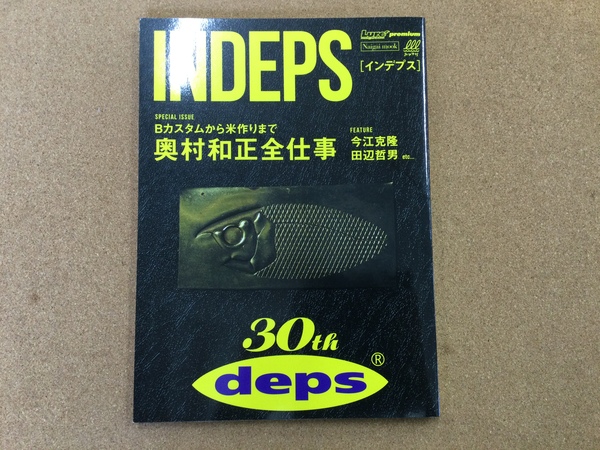 INDEPS
Lure premium
Naigai mook
[インデプス]
SPECIAL ISSUE
Bカスタムから米作りまで
奥村和正全仕事
FEATURE
今江克隆
田辺哲男 etc...
30th
deps®